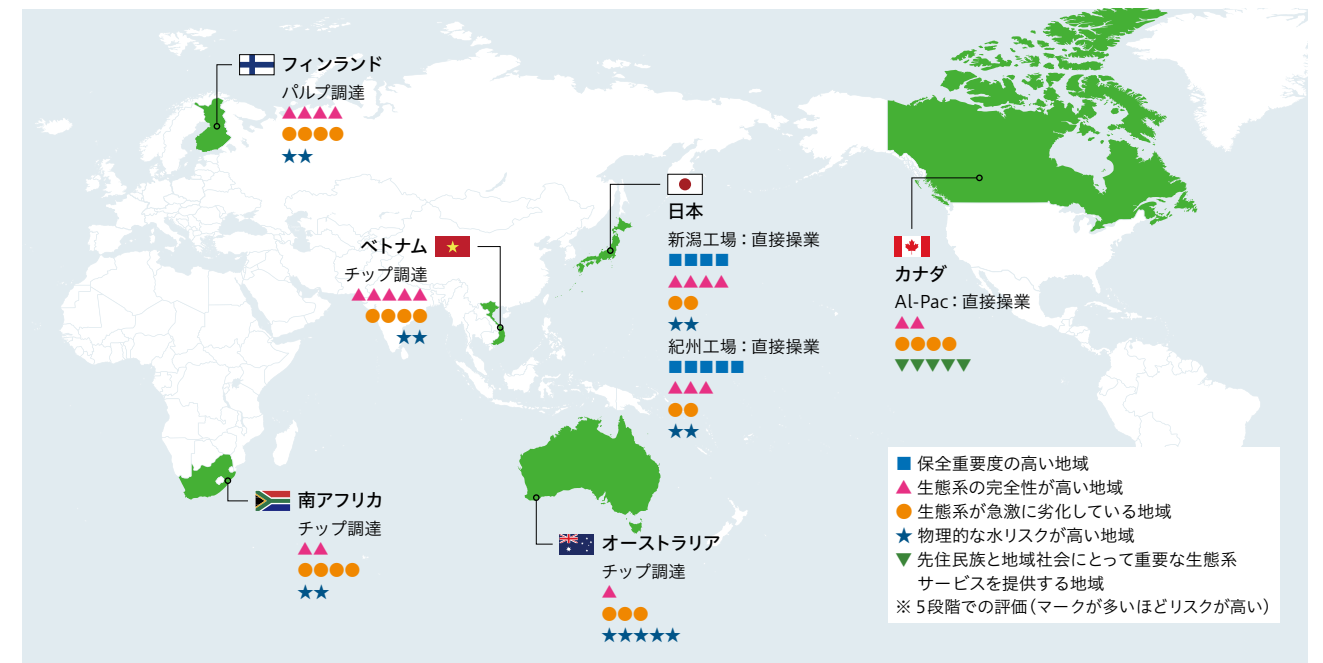 フィンランド
パルプ調達
▲▲▲▲
●●●●
★★
ベトナム
チップ調達
▲▲▲▲▲
●●●●
★★
日本
新潟工場：直接操業
■■■■
▲▲▲▲
●●
★★
紀州工場：直接操業
■■■■■
▲▲▲
●●
★★
カナダ
Al-Pac：直接操業
▲▲
●●●●
▼▼▼▼▼
南アフリカ
チップ調達
▲▲
●●●●
★★
オーストラリア
チップ調達
▲
●●●
★★★★★
■ 保全重要度の高い地域
▲ 生態系の完全性が高い地域
● 生態系が急激に劣化している地域
★ 物理的な水リスクが高い地域
▼ 先住民族と地域社会にとって重要な生態系
サービスを提供する地域
※ 5段階での評価（マークが多いほどリスクが高い）